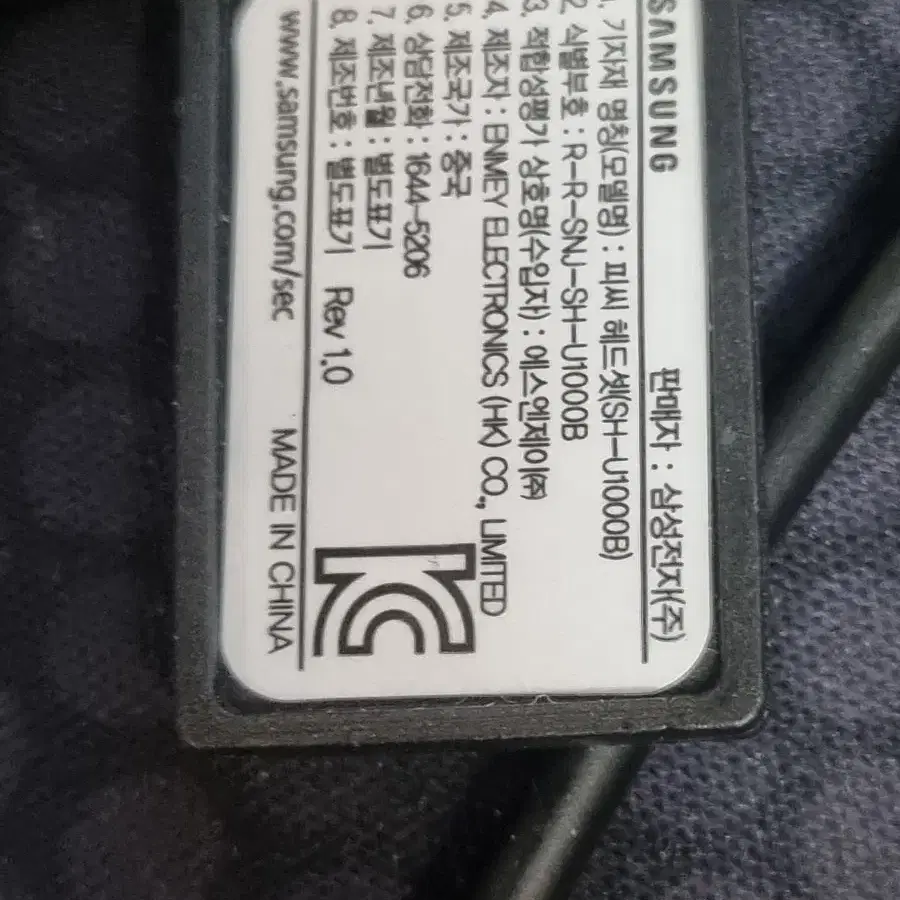 SAMSUNG 판매자 : 삼성전자(주)
1. 기자재 명칭(모델명) : 피씨 헤드셋(SH-U1000B)
2. 식별부호 : R-R-SNJ-SH-U1000B
3. 적합성평가 상호명(수입자) : 에스엔제이㈜
4. 제조자 : ENMEY ELECTRONICS (HK) CO., LIMITED
5. 제조국가 : 중국
6. 상담전화 : 1644-5206
7. 제조년월 : 별도표기
8. 제조번호 : 별도표기 Rev 1.0
www.samsung.com/sec MADE IN CHINA